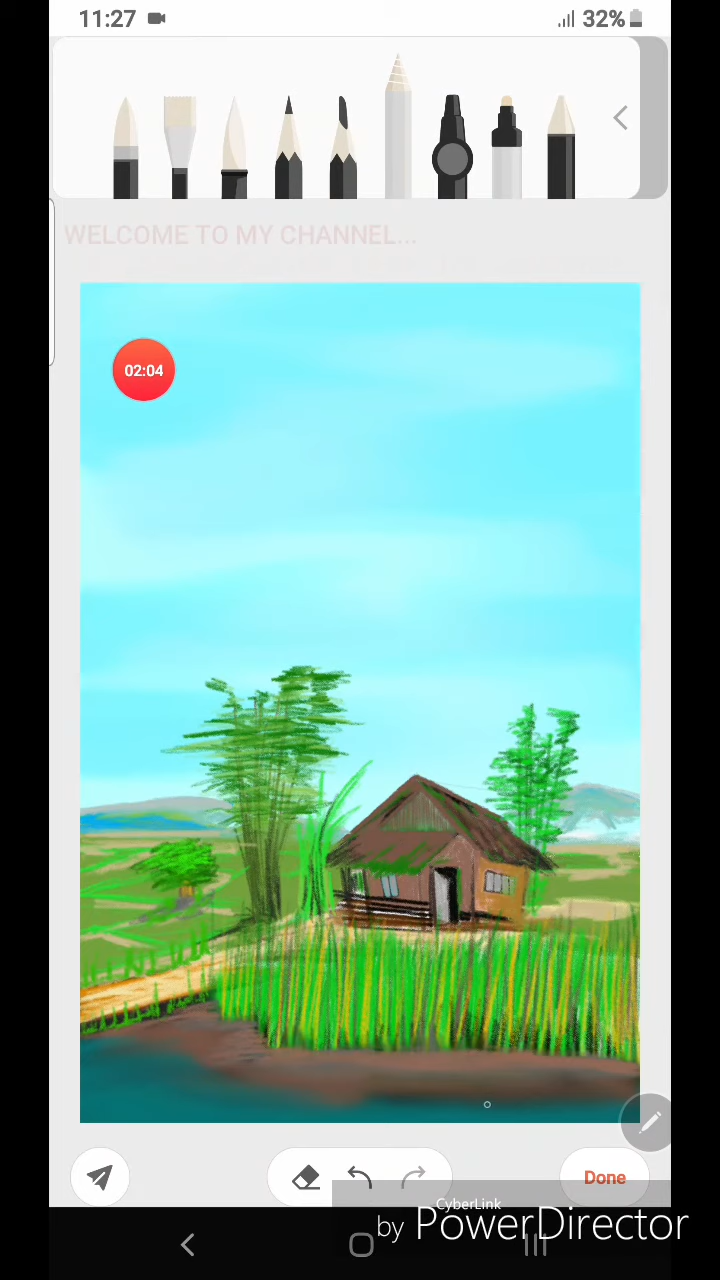 11:27
32%
WELCOME TO MY CHANNEL...
02:04
Done
CyberLink
by PowerDirector